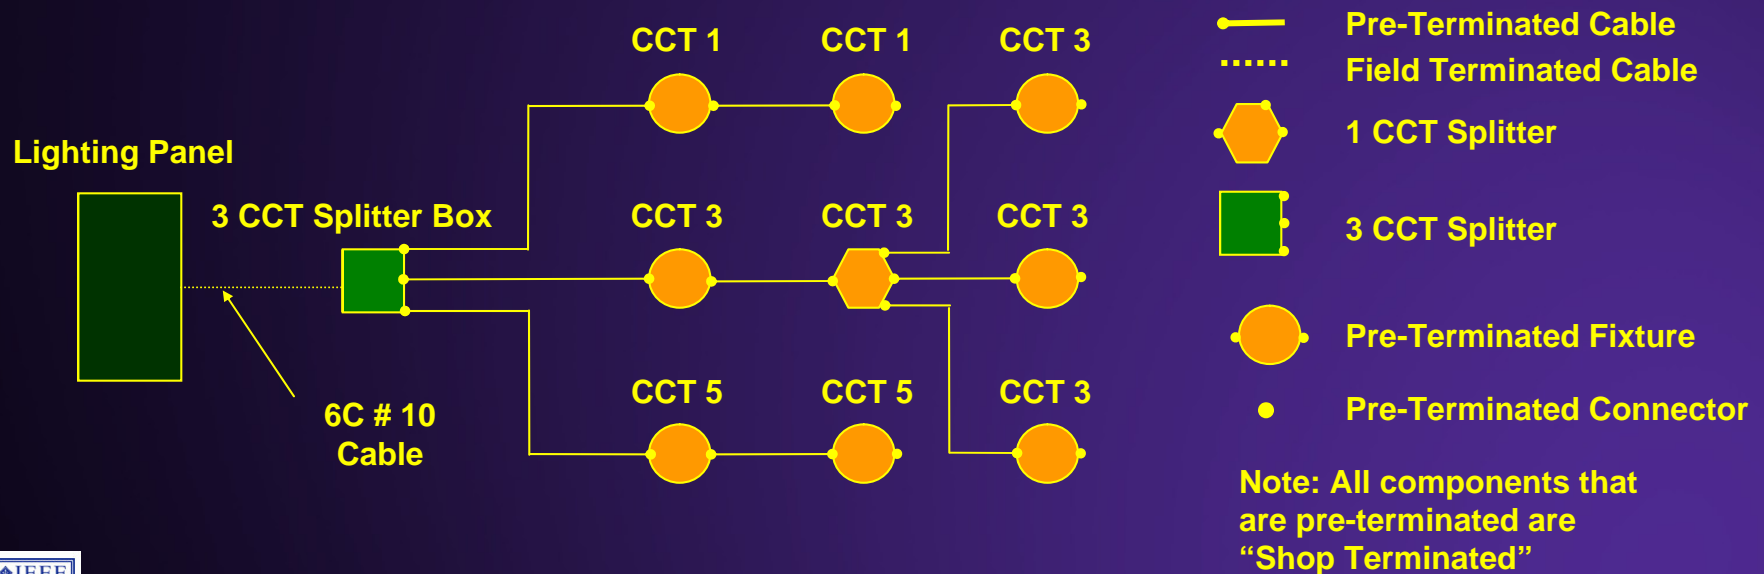 CCT 1
CCT 1
CCT 3
Lighting Panel
3 CCT Splitter Box
CCT 3
CCT 3
CCT 3
CCT 5
CCT 5
CCT 3
6C # 10
Cable
Pre-Terminated Cable
Field Terminated Cable
1 CCT Splitter
3 CCT Splitter
Pre-Terminated Fixture
Pre-Terminated Connector
Note: All components that
are pre-terminated are
“Shop Terminated”
IEEE